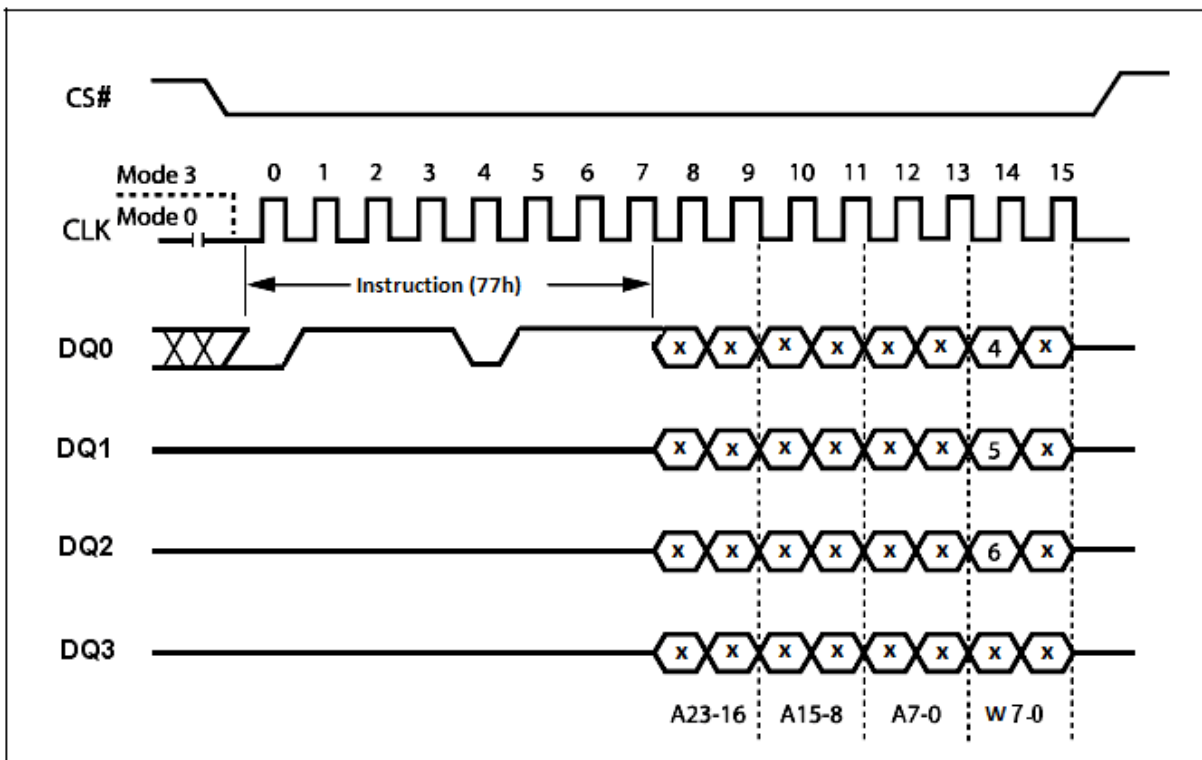 CS#
Mode 3
0 1 2 3 4 5 6 7 8 9 10 11 12 13 14 15
Mode 0
CLK
Instruction (77h)
DQ0 x x x x x x 4 x
DQ1 x x x x x x 5 x
DQ2 x x x x x x 6 x
DQ3 x x x x x x x x
A23-16 A15-8 A7-0 W 7-0